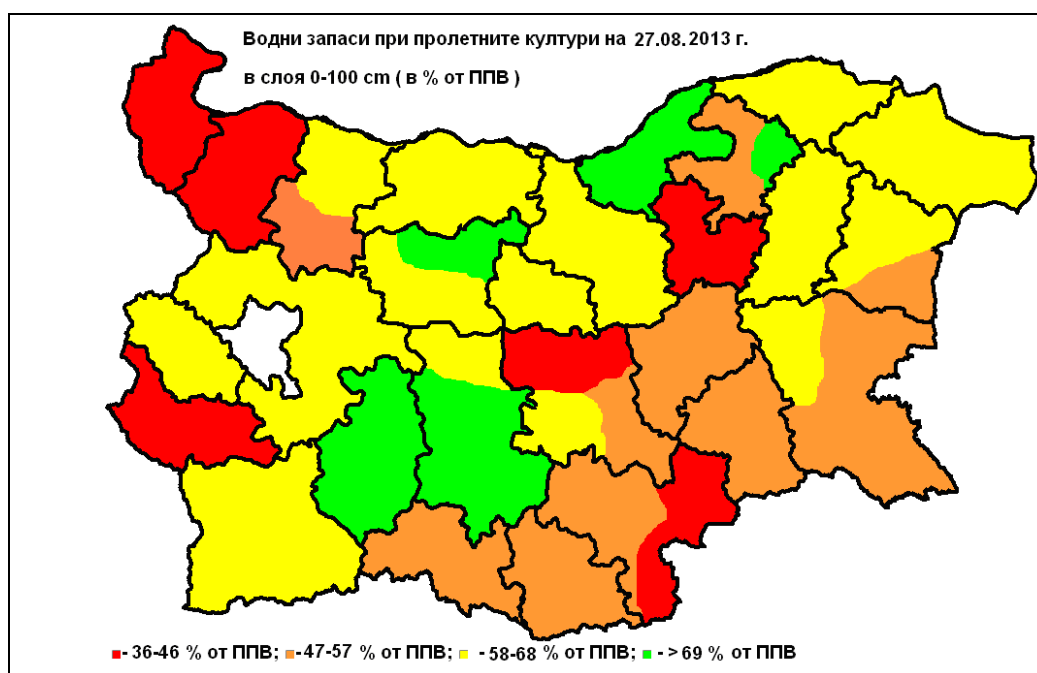 Водни запаси при пролетните култури на 27.08.2013 г.
в слоя 0-100 cm ( в % от ППВ )
- 36-46 % от ППВ; - 47-57 % от ППВ; - 58-68 % от ППВ; - > 69 % от ППВ